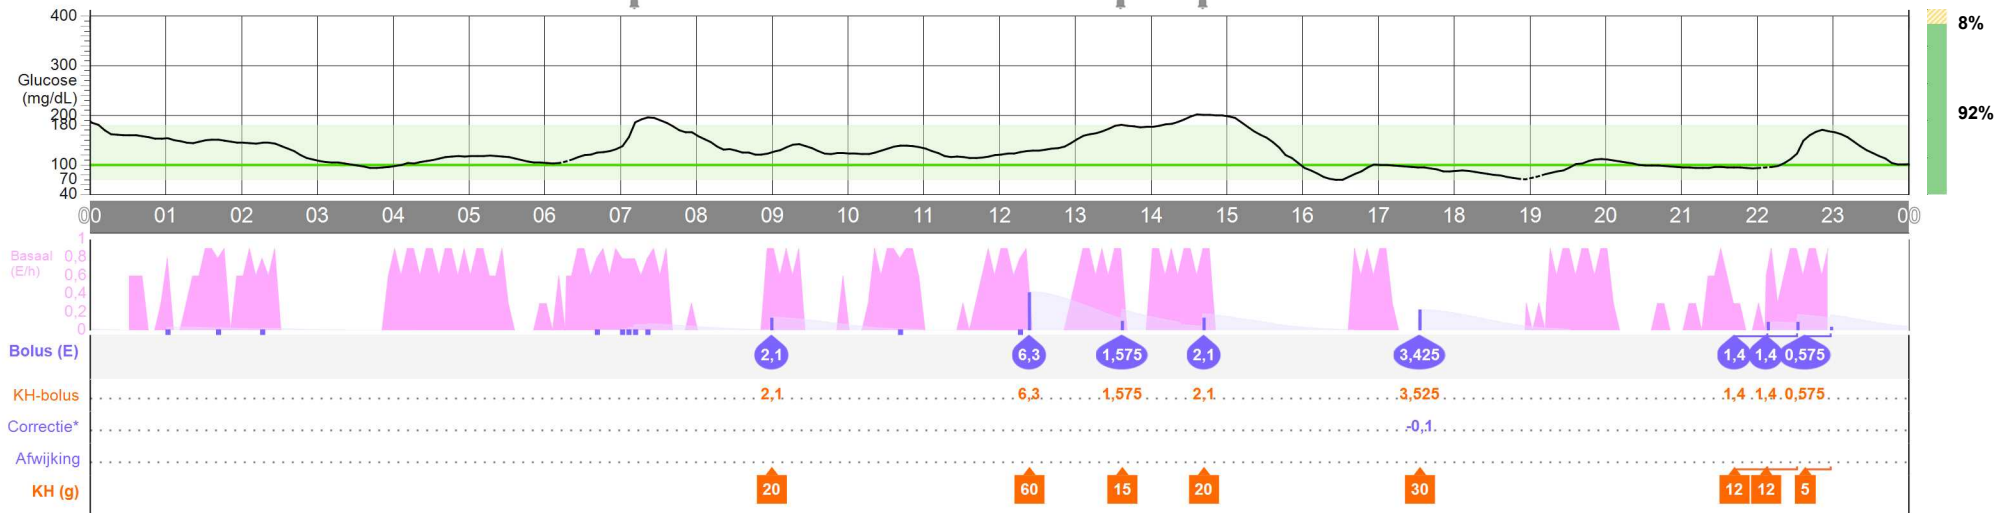 400
300
Glucose
(mg/dL)
200
180
100
70
40
8%
92%
00 01 02 03 04 05 06 07 08 09 10 11 12 13 14 15 16 17 18 19 20 21 22 23 00
Basaal
(E/h)
1
0,8
0,6
0,4
0,2
0
Bolus (E) 2,1 6,3 1,575 2,1 3,425 1,4 1,4 0,575
KH-bolus 2,1 6,3 1,575 2,1 3,525 1,4 1,4 0,575
Correctie* -0,1
Afwijking
KH (g) 20 60 15 20 30 12 12 5